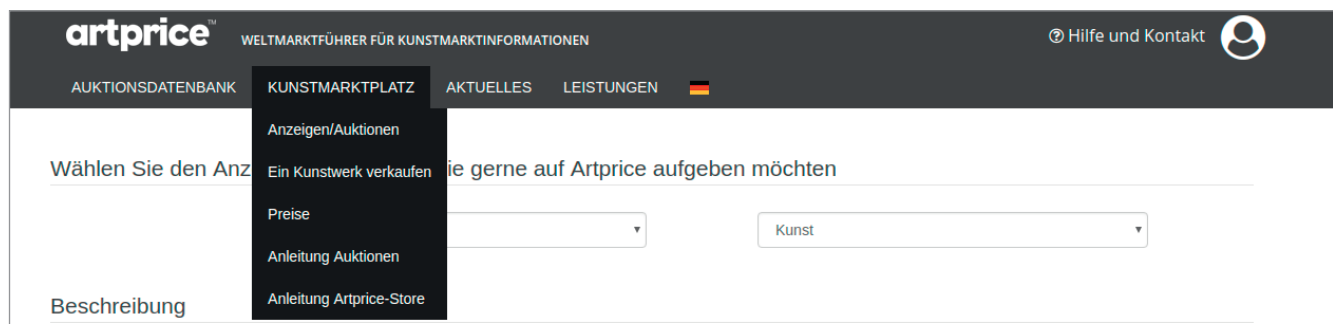 artprice™ WELTMARKTFÜHRER FÜR KUNSTMARKTINFORMATIONEN Hilfe und Kontakt
AUKTIONSDATENBANK KUNSTMARKTPLATZ AKTUELLES LEISTUNGEN
Anzeigen/Auktionen
Wählen Sie den Anz
Ein Kunstwerk verkaufen
ie gerne auf Artprice aufgeben möchten
Preise
Kunst
Anleitung Auktionen
Anleitung Artprice-Store
Beschreibung